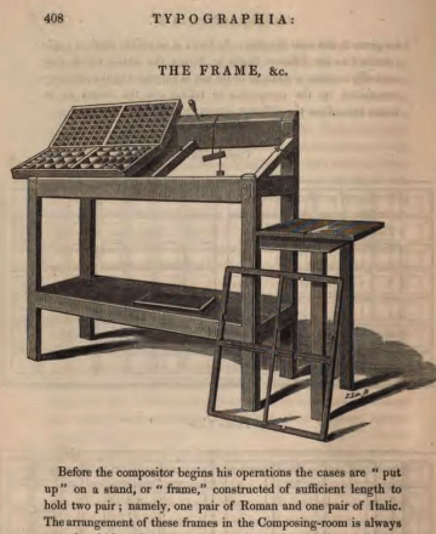 408 TYPOGRAPHIA:
THE FRAME, &c.
Before the compositor begins his operations the cases are “ put
up” on a stand, or “ frame,” constructed of sufficient length to
hold two pair ; namely, one pair of Roman and one pair of Italic.
The arrangement of these frames in the Composing-room is always